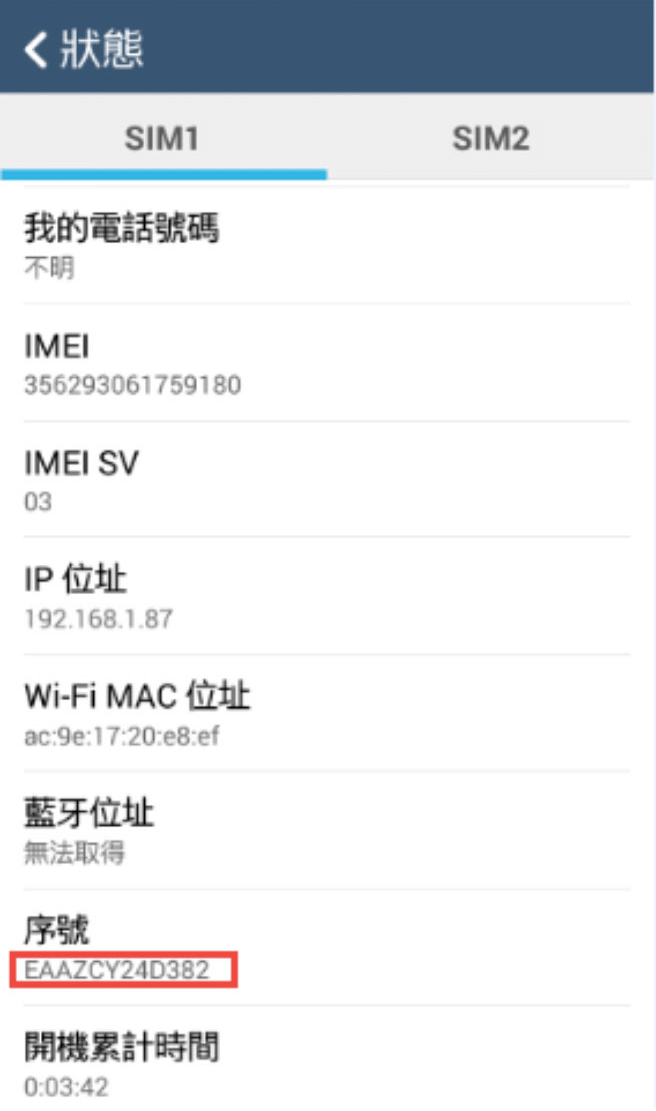 狀態
SIM1 SIM2
我的電話號碼
不明
IMEI
356293061759180
IMEI SV
03
IP 位址
192.168.1.87
Wi-Fi MAC 位址
ac:9e:17:20:e8:ef
藍牙位址
無法取得
序號
EAAZCY24D382
開機累計時間
0:03:42